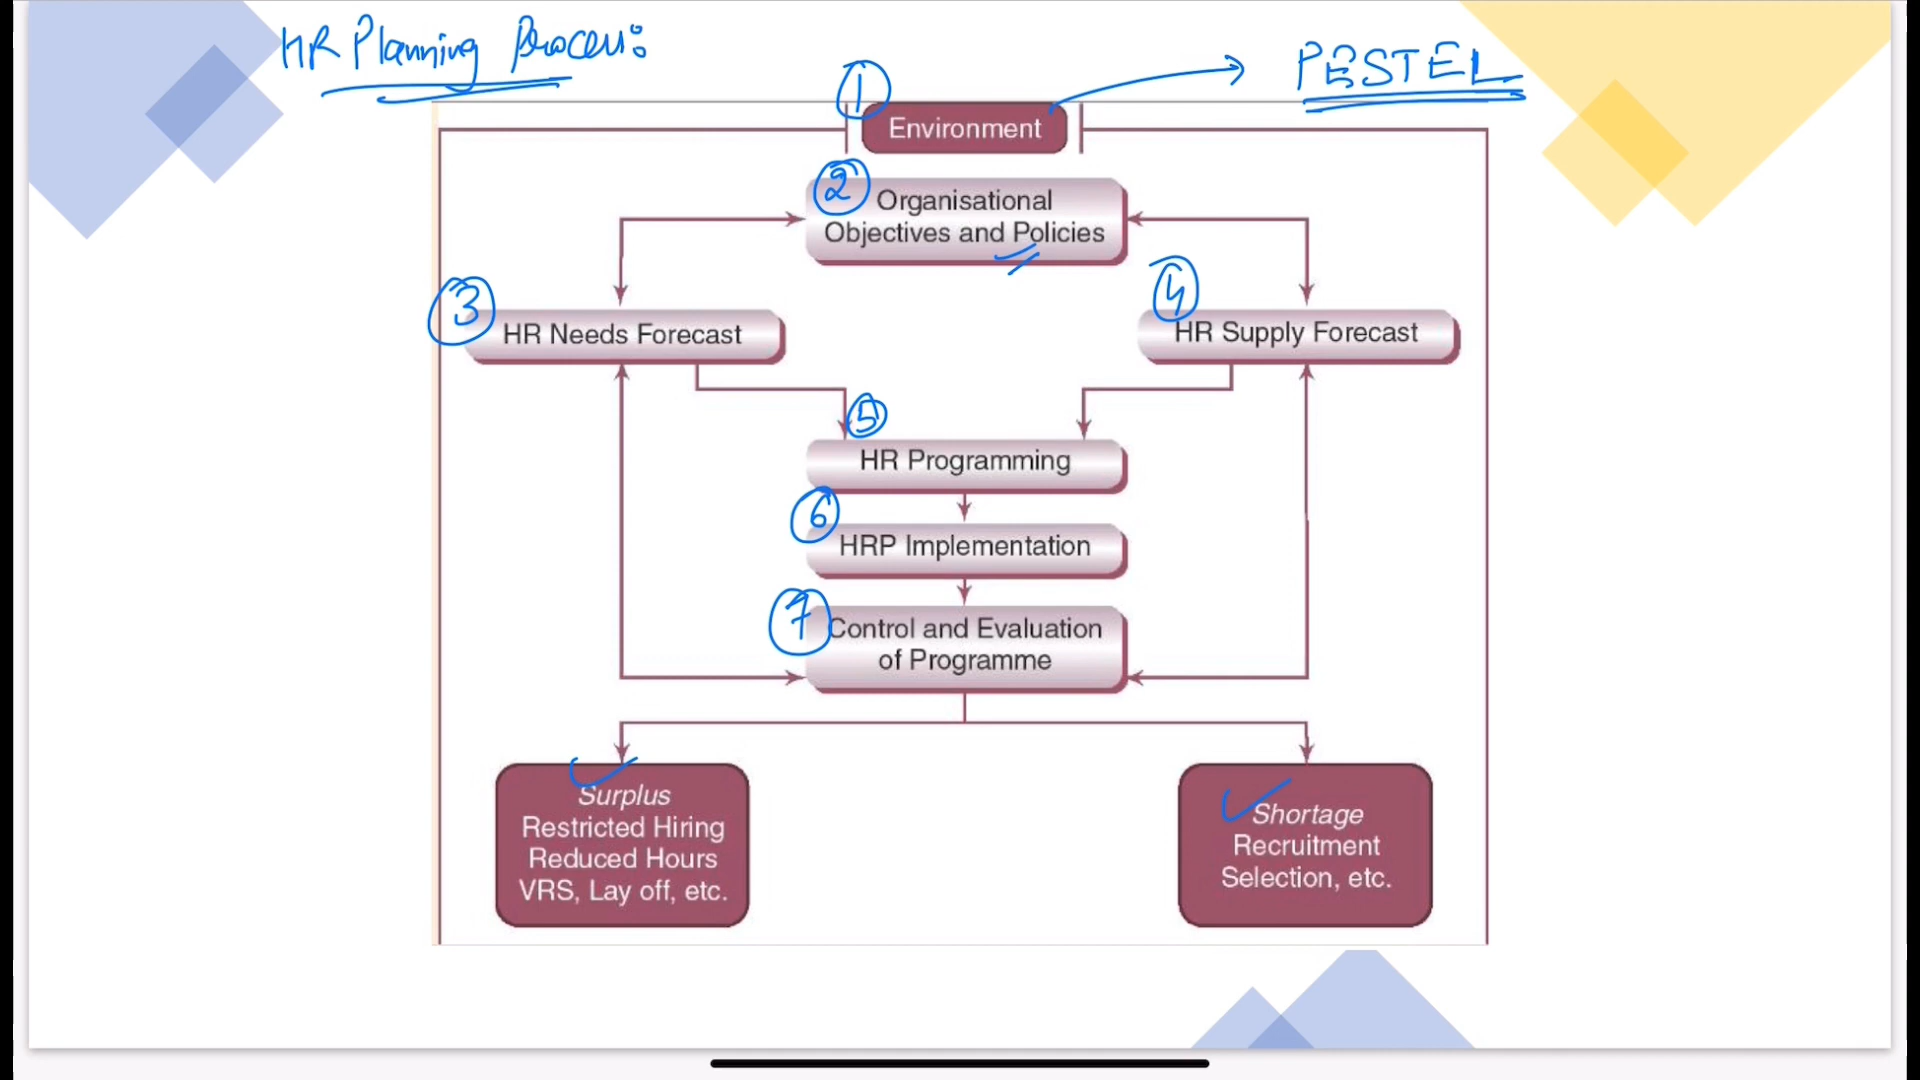 HR Planning Process:
PESTEL
1
Environment
2
Organisational
Objectives and Policies
3
HR Needs Forecast
4
HR Supply Forecast
5
HR Programming
6
HRP Implementation
7
Control and Evaluation
of Programme
Surplus
Restricted Hiring
Reduced Hours
VRS, Lay off, etc.
Shortage
Recruitment
Selection, etc.